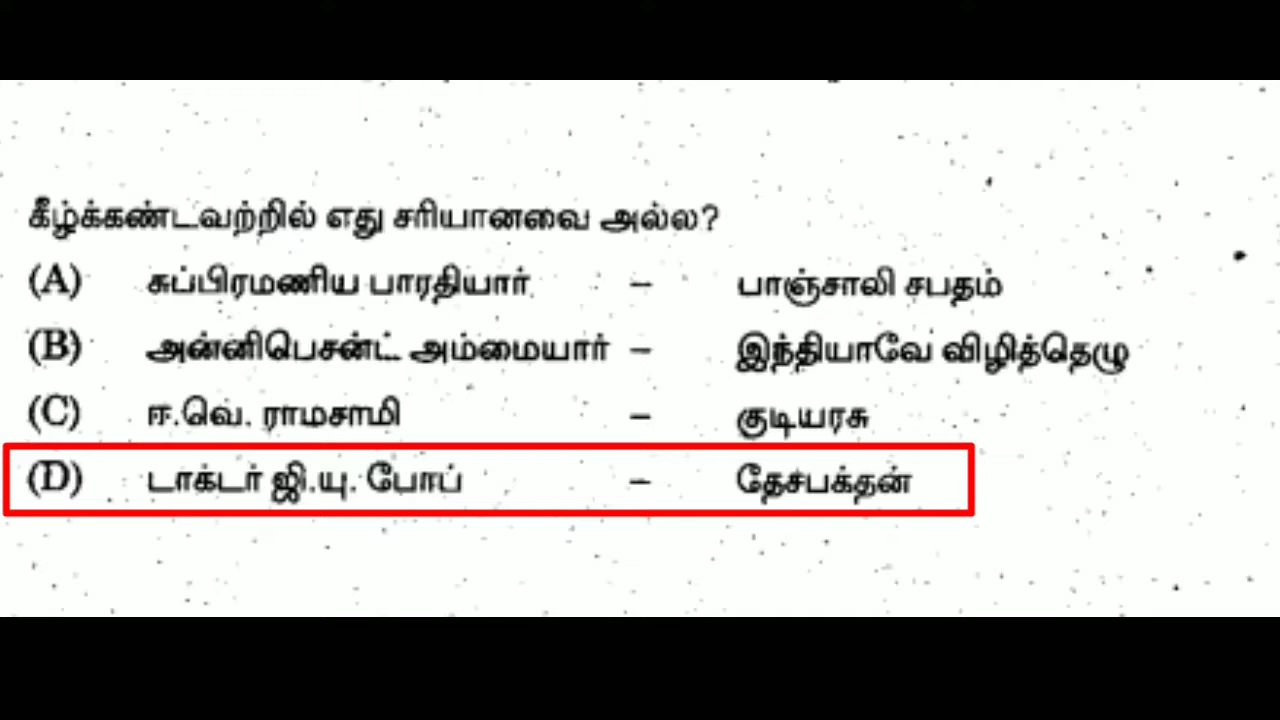 கீழ்க்கண்டவற்றில் எது சரியானவை அல்ல?
(A) சுப்பிரமணிய பாரதியார் – பாஞ்சாலி சபதம்
(B) அன்னிபெசன்ட் அம்மையார் – இந்தியாவே விழித்தெழு
(C) ஈ.வெ. ராமசாமி – குடியரசு
(D) டாக்டர் ஜி.யு. போப் – தேசபக்தன்